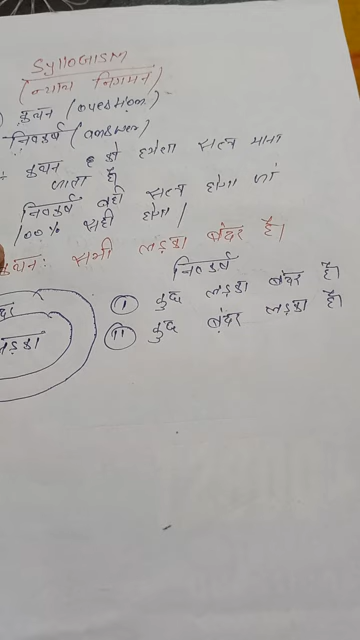 SYLLOGISM
(न्याय निगमन)
कथन (question)
निष्कर्ष (answer)
कथन को हमेशा सत्य माना
जाता है।
निष्कर्ष वही सत्य होगा जो
100% सही होगा।
कथन: सभी लड़का बंदर है।
निष्कर्ष
I कुछ लड़का बंदर है।
II कुछ बंदर लड़का है।
लड़का